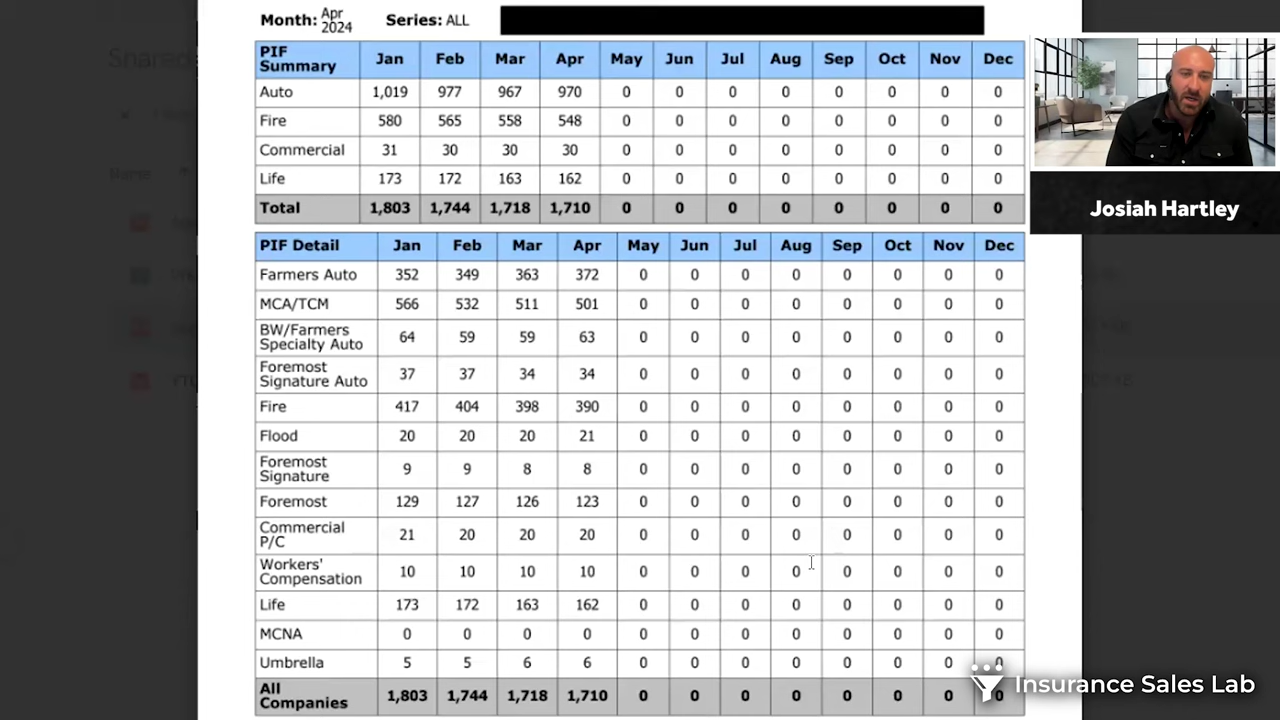 Month: Apr 2024 Series: ALL
PIF Summary Jan Feb Mar Apr May Jun Jul Aug Sep Oct Nov Dec
Auto 1,019 977 967 970 0 0 0 0 0 0 0 0
Fire 580 565 558 548 0 0 0 0 0 0 0 0
Commercial 31 30 30 30 0 0 0 0 0 0 0 0
Life 173 172 163 162 0 0 0 0 0 0 0 0
Total 1,803 1,744 1,718 1,710 0 0 0 0 0 0 0 0
PIF Detail Jan Feb Mar Apr May Jun Jul Aug Sep Oct Nov Dec
Farmers Auto 352 349 363 372 0 0 0 0 0 0 0 0
MCA/TCM 566 532 511 501 0 0 0 0 0 0 0 0
BW/Farmers Specialty Auto 64 59 59 63 0 0 0 0 0 0 0 0
Foremost Signature Auto 37 37 34 34 0 0 0 0 0 0 0 0
Fire 417 404 398 390 0 0 0 0 0 0 0 0
Flood 20 20 20 21 0 0 0 0 0 0 0 0
Foremost Signature 9 9 8 8 0 0 0 0 0 0 0 0
Foremost 129 127 126 123 0 0 0 0 0 0 0 0
Commercial P/C 21 20 20 20 0 0 0 0 0 0 0 0
Workers' Compensation 10 10 10 10 0 0 0 0 0 0 0 0
Life 173 172 163 162 0 0 0 0 0 0 0 0
MCNA 0 0 0 0 0 0 0 0 0 0 0 0
Umbrella 5 5 6 6 0 0 0 0 0 0 0 0
All Companies 1,803 1,744 1,718 1,710 0 0 0 0 0 0 0 0
Josiah Hartley
Insurance Sales Lab
Shared